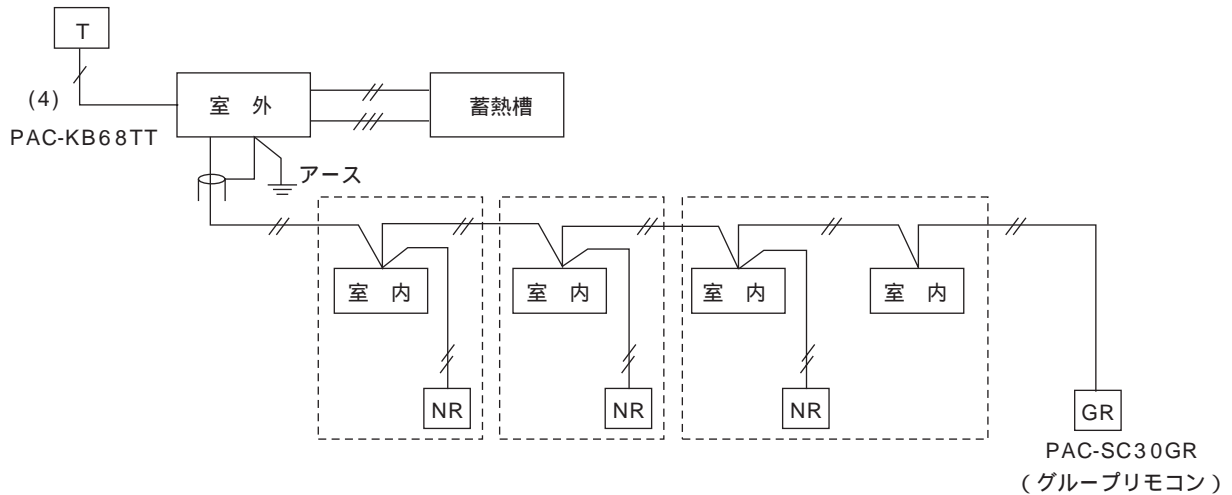 T
(4)
PAC-KB68TT
室 外
蓄熱槽
アース
室 内
室 内
室 内
室 内
NR
NR
NR
GR
PAC-SC30GR
(グループリモコン)